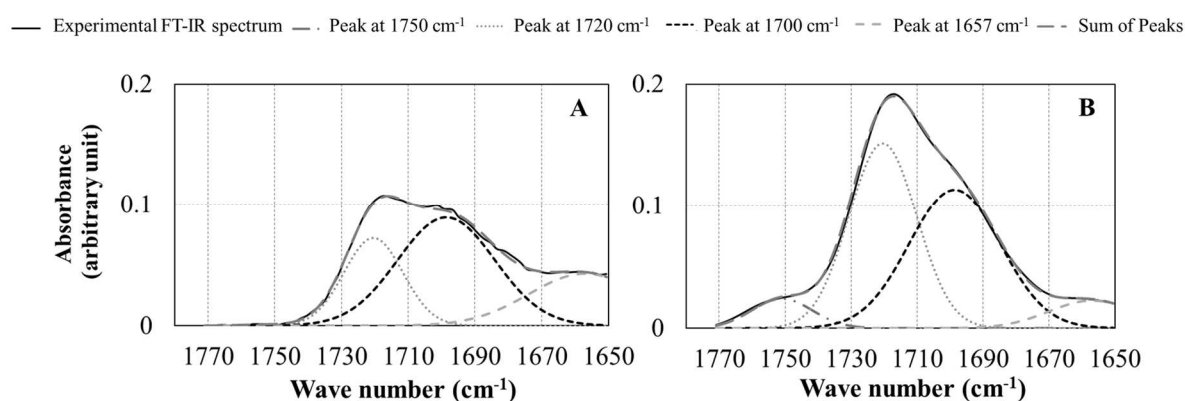 Experimental FT-IR spectrum Peak at 1750 cm⁻¹ Peak at 1720 cm⁻¹ Peak at 1700 cm⁻¹ Peak at 1657 cm⁻¹ Sum of Peaks
0.2 A 0.2 B
0.1 0.1
0 0
Absorbance
(arbitrary unit)
1770 1750 1730 1710 1690 1670 1650 1770 1750 1730 1710 1690 1670 1650
Wave number (cm⁻¹) Wave number (cm⁻¹)